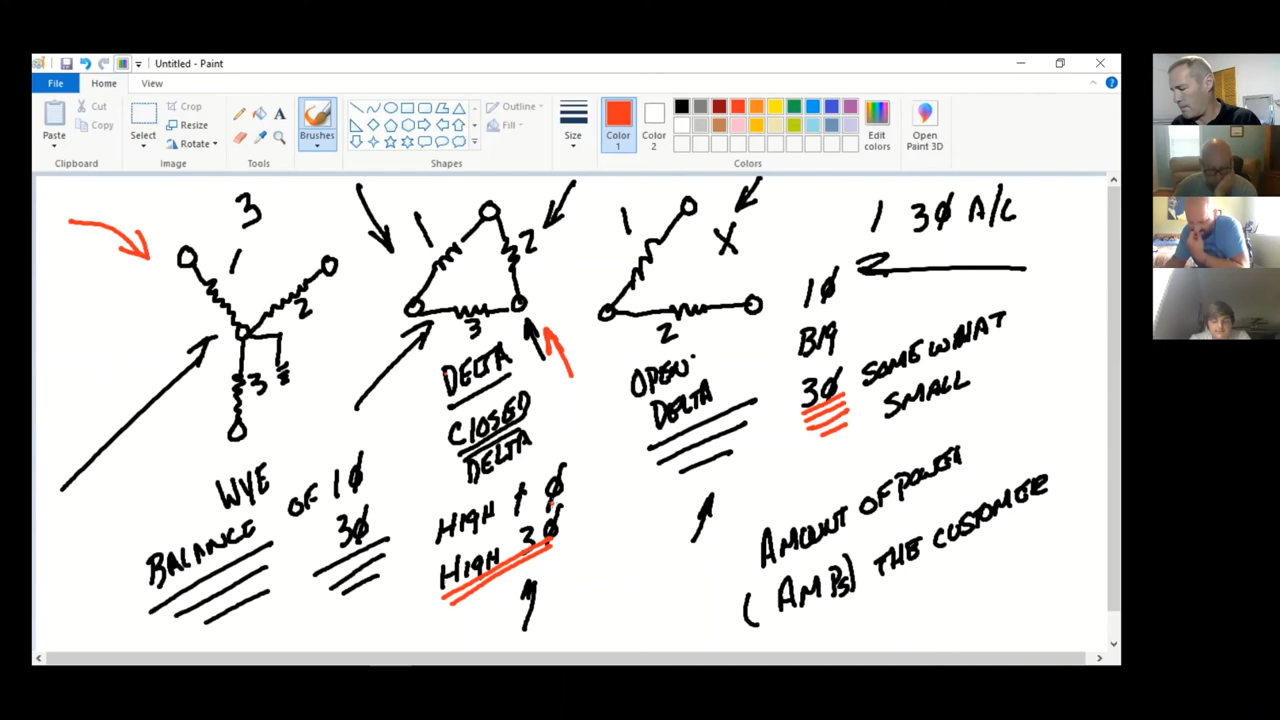 Untitled - Paint
File
Home
View
Paste
Cut
Copy
Clipboard
Select
Crop
Resize
Rotate
Image
Tools
Brushes
Shapes
Outline
Fill
Size
Color
1
Color
2
Edit
colors
Colors
Open
Paint 3D
3
1
2
3
WYE
BALANCE OF 1Ø
3Ø
1
2
3
DELTA
CLOSED
DELTA
HIGH 1 Ø
HIGH 3Ø
1
X
2
OPEN
DELTA
1 3Ø A/C
1Ø
BIG
3Ø SOMEWHAT
SMALL
AMOUNT OF POWER
(AMPS) THE CUSTOMER